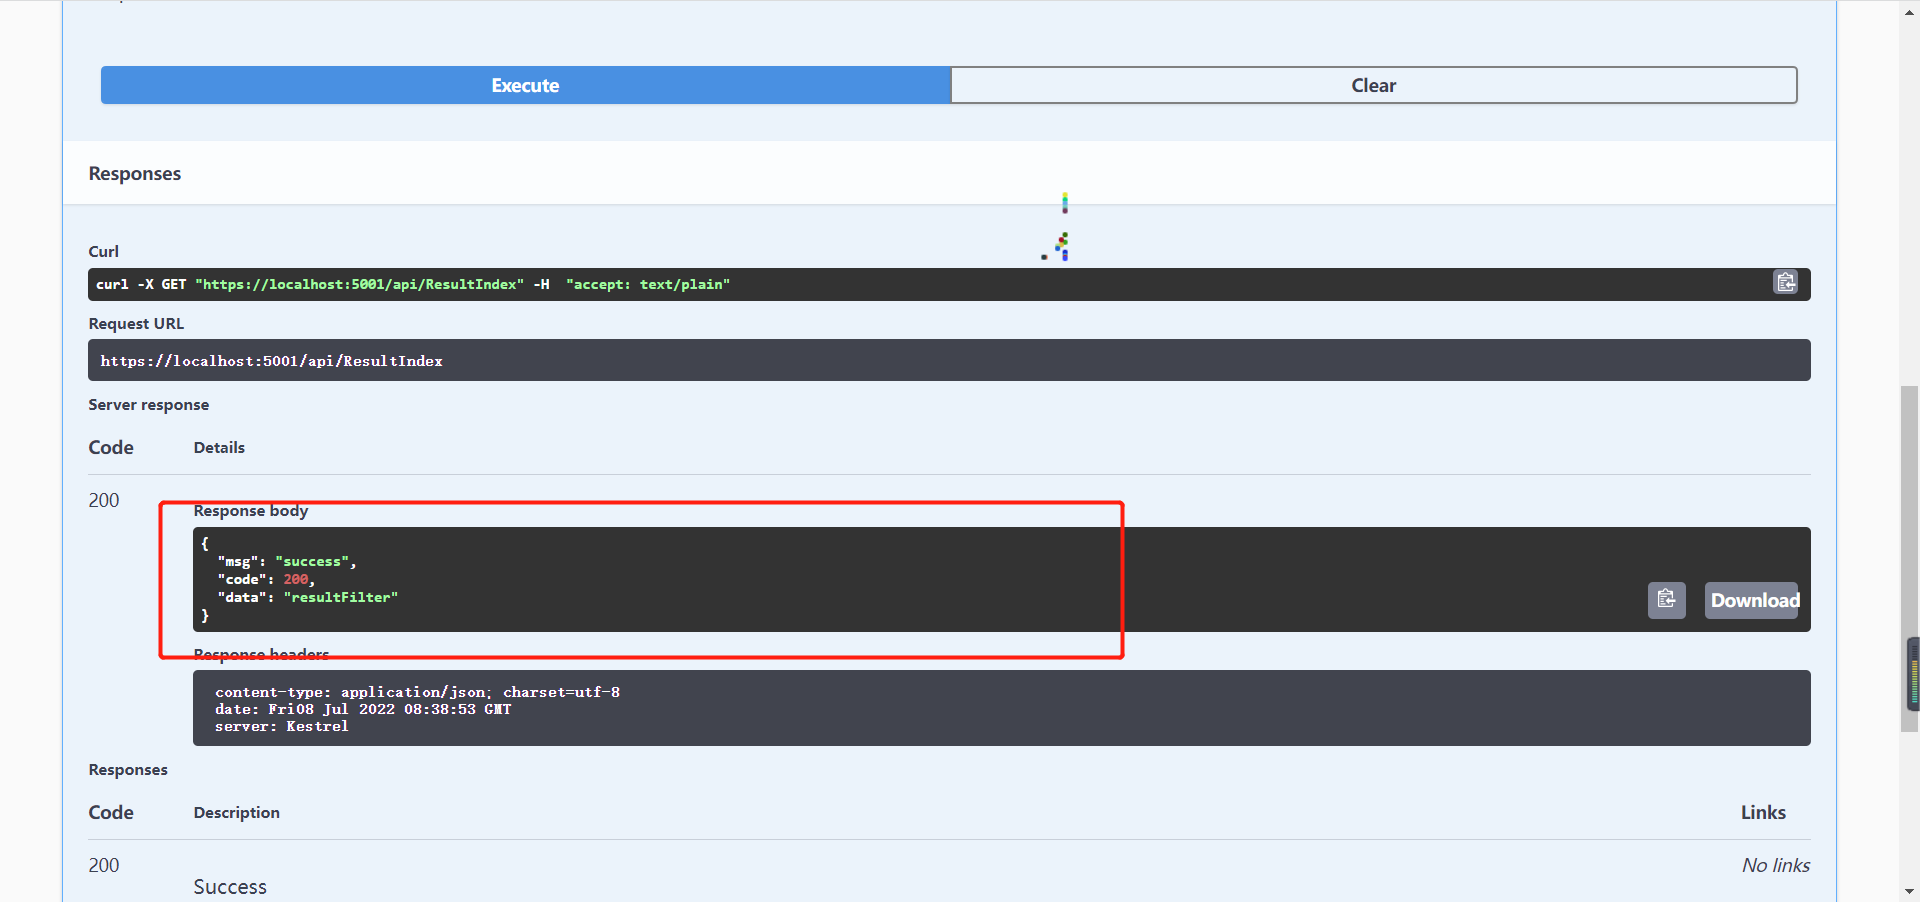 Execute
Clear
Responses
Curl
curl -X GET "https://localhost:5001/api/ResultIndex" -H  "accept: text/plain"
Request URL
https://localhost:5001/api/ResultIndex
Server response
Code
Details
200
Response body
{
  "msg": "success",
  "code": 200,
  "data": "resultFilter"
}
Download
Response headers
content-type: application/json; charset=utf-8
date: Fri08 Jul 2022 08:38:53 GMT
server: Kestrel
Responses
Code
Description
Links
200
Success
No links